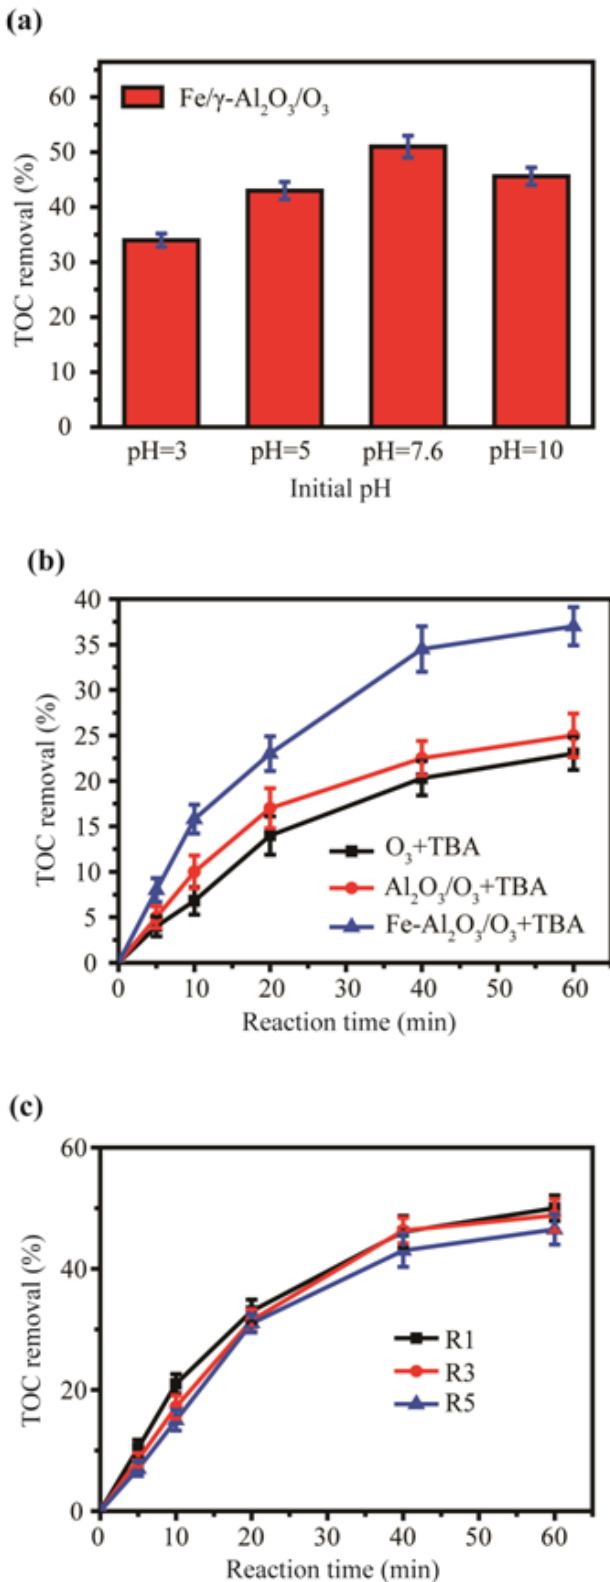 (a)
Fe/γ-Al₂O₃/O₃
TOC removal (%)
60
50
40
30
20
10
0
pH=3 pH=5 pH=7.6 pH=10
Initial pH
(b)
TOC removal (%)
40
35
30
25
20
15
10
5
0
O₃+TBA
Al₂O₃/O₃+TBA
Fe-Al₂O₃/O₃+TBA
0 10 20 30 40 50 60
Reaction time (min)
(c)
TOC removal (%)
60
40
20
0
R1
R3
R5
0 10 20 30 40 50 60
Reaction time (min)